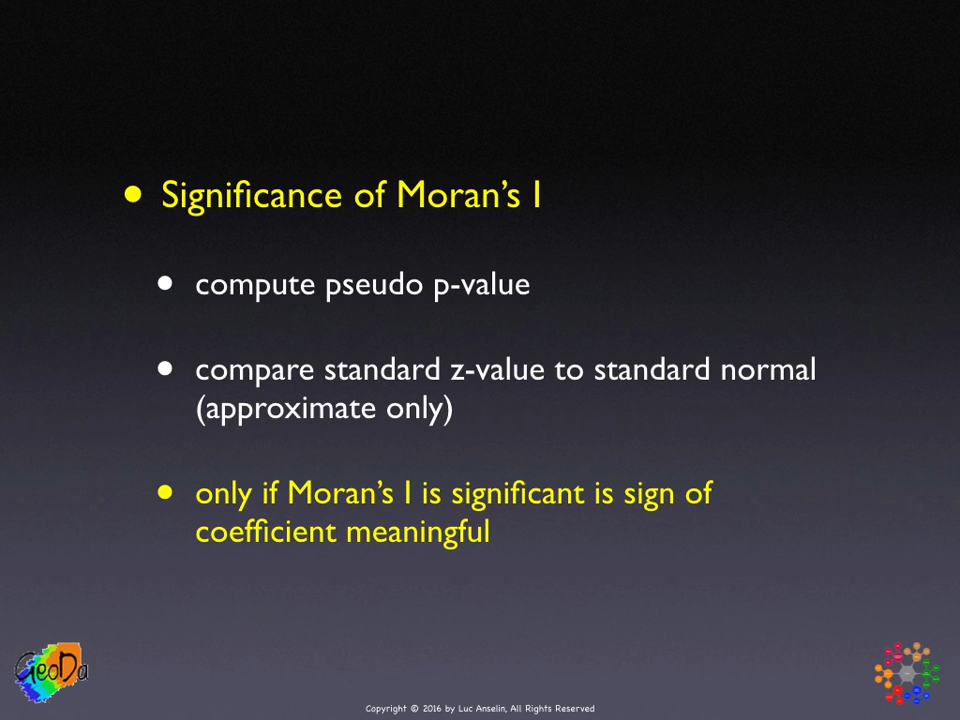 • Significance of Moran’s I
• compute pseudo p-value
• compare standard z-value to standard normal
(approximate only)
• only if Moran’s I is significant is sign of
coefficient meaningful
GeoDa
Copyright © 2016 by Luc Anselin, All Rights Reserved